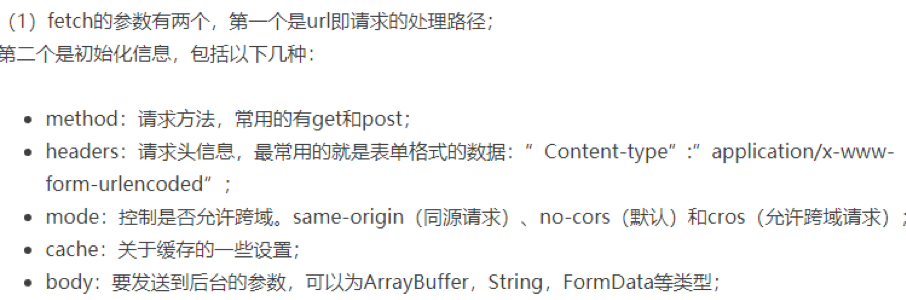 （1）fetch的参数有两个，第一个是url即请求的处理路径；
第二个是初始化信息，包括以下几种：
method：请求方法，常用的有get和post；
headers：请求头信息，最常用的就是表单格式的数据：”Content-type“:”application/x-www-
form-urlencoded”；
mode：控制是否允许跨域。same-origin（同源请求）、no-cors（默认）和cros（允许跨域请求）；
cache：关于缓存的一些设置；
body：要发送到后台的参数，可以为ArrayBuffer，String，FormData等类型；